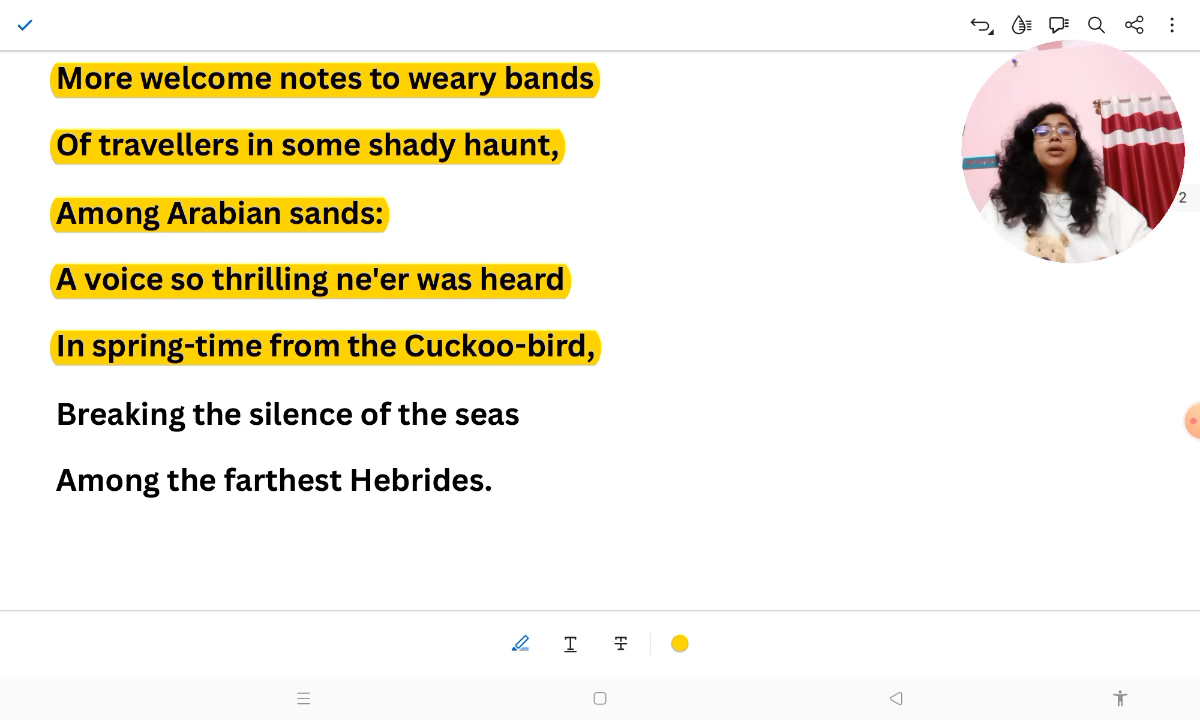 More welcome notes to weary bands
Of travellers in some shady haunt,
2
Among Arabian sands:
A voice so thrilling ne'er was heard
In spring-time from the Cuckoo-bird,
Breaking the silence of the seas
Among the farthest Hebrides.